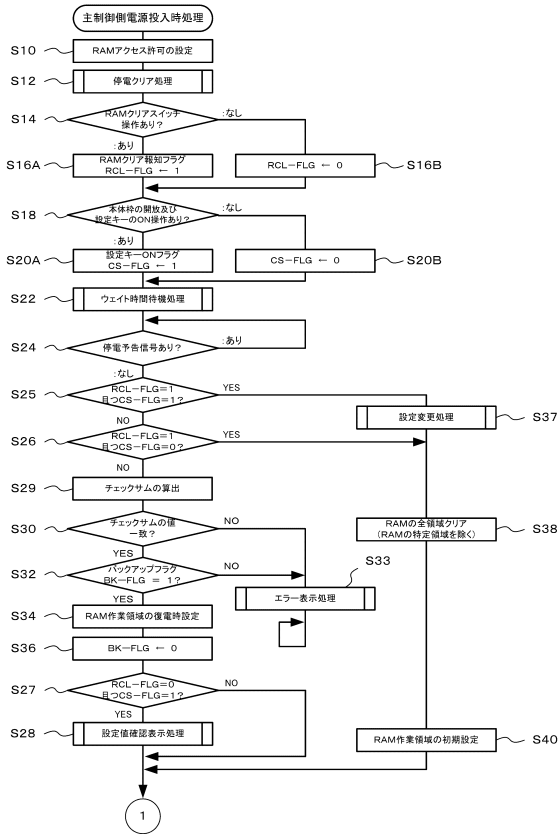 主制御側電源投入時処理
S10
RAMアクセス許可の設定
S12
停電クリア処理
S14
RAMクリアスイッチ
操作あり？
:なし
:あり
S16A
RAMクリア報知フラグ
RCL－FLG ← 1
RCL－FLG ← 0
S16B
S18
本体枠の開放及び
設定キーのON操作あり？
:なし
:あり
S20A
設定キーONフラグ
CS－FLG ← 1
CS－FLG ← 0
S20B
S22
ウェイト時間待機処理
S24
停電予告信号あり？
:あり
:なし
S25
RCL－FLG＝1
且つCS－FLG＝1？
YES
NO
設定変更処理
S37
S26
RCL－FLG＝1
且つCS－FLG＝0？
YES
NO
S29
チェックサムの算出
S30
チェックサムの値
一致？
NO
YES
RAMの全領域クリア
(RAMの特定領域を除く)
S38
S32
バックアップフラグ
BK－FLG ＝ 1？
NO
YES
S33
エラー表示処理
S34
RAM作業領域の復電時設定
S36
BK－FLG ← 0
S27
RCL－FLG＝0
且つCS－FLG＝1？
NO
YES
S28
設定値確認表示処理
RAM作業領域の初期設定
S40
1